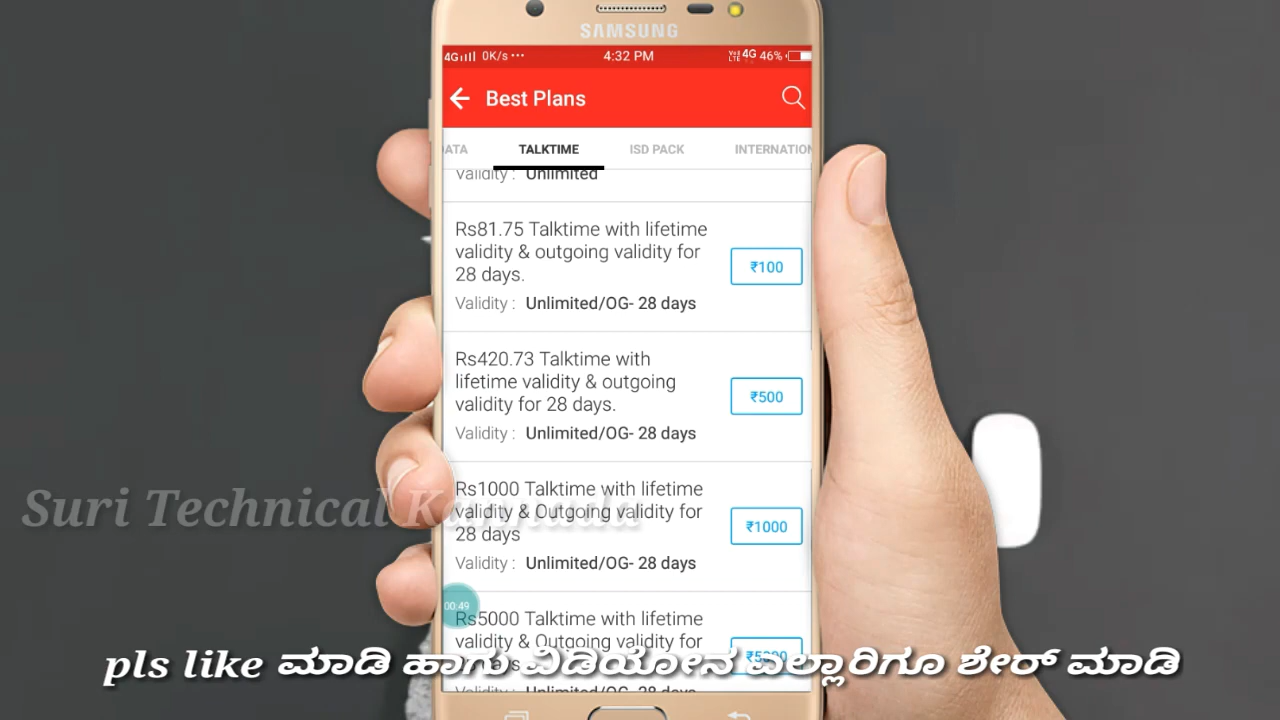 SAMSUNG
4G 0K/s ••• 4:32 PM VoLTE 4G 46%
Best Plans
DATA TALKTIME ISD PACK INTERNATION
Validity : Unlimited
Rs81.75 Talktime with lifetime
validity & outgoing validity for
28 days.
₹100
Validity : Unlimited/OG- 28 days
Rs420.73 Talktime with
lifetime validity & outgoing
validity for 28 days.
₹500
Validity : Unlimited/OG- 28 days
Rs1000 Talktime with lifetime
validity & Outgoing validity for
28 days
₹1000
Validity : Unlimited/OG- 28 days
Suri Technical Kannada
00:49
Rs5000 Talktime with lifetime
validity & Outgoing validity for
₹5000
pls like ಮಾಡಿ ಹಾಗು ವಿಡಿಯೋನ ಎಲ್ಲಾರಿಗೂ ಶೇರ್ ಮಾಡಿ